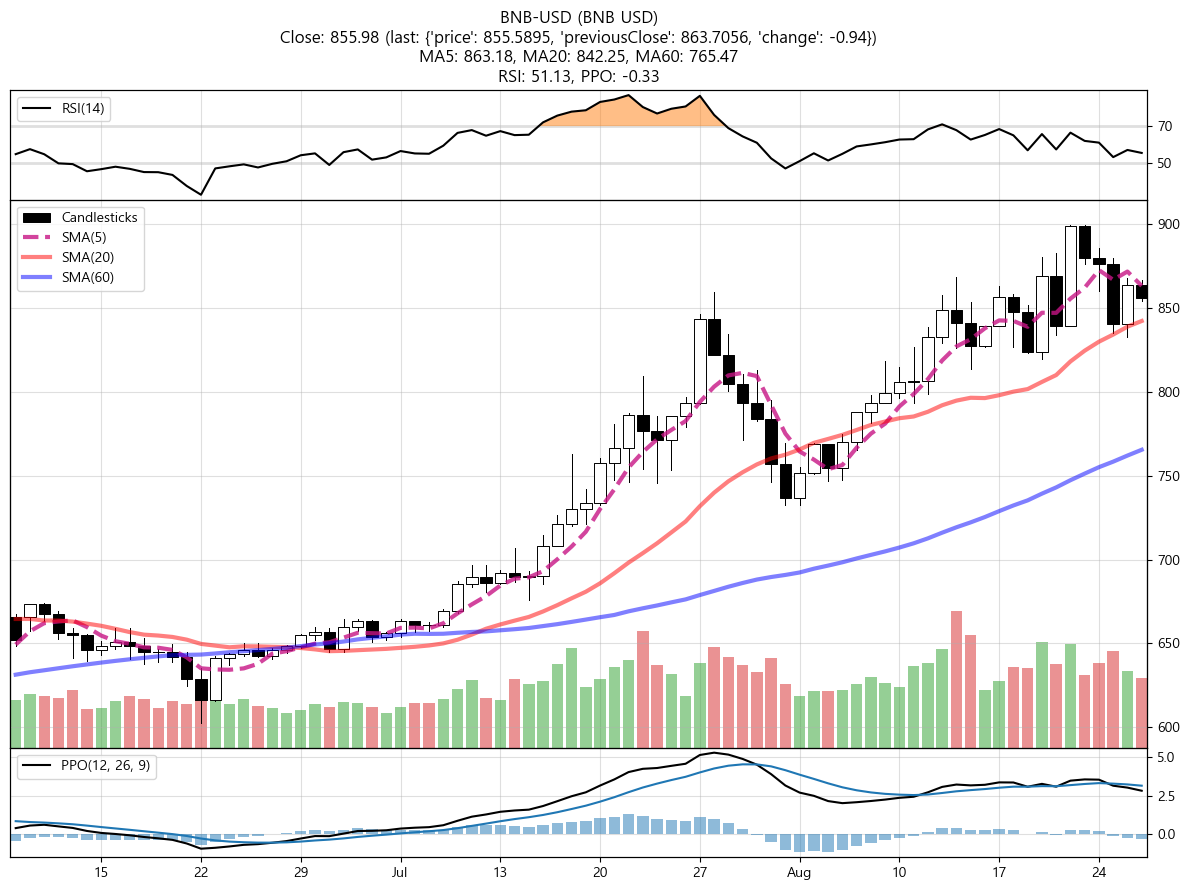 BNB-USD (BNB USD)
Close: 855.98 (last: {'price': 855.5895, 'previousClose': 863.7056, 'change': -0.94})
MA5: 863.18, MA20: 842.25, MA60: 765.47
RSI: 51.13, PPO: -0.33
RSI(14)
70
50
Candlesticks
SMA(5)
SMA(20)
SMA(60)
900
850
800
750
700
650
600
PPO(12, 26, 9)
5.0
2.5
0.0
15 22 29 Jul 13 20 27 Aug 10 17 24